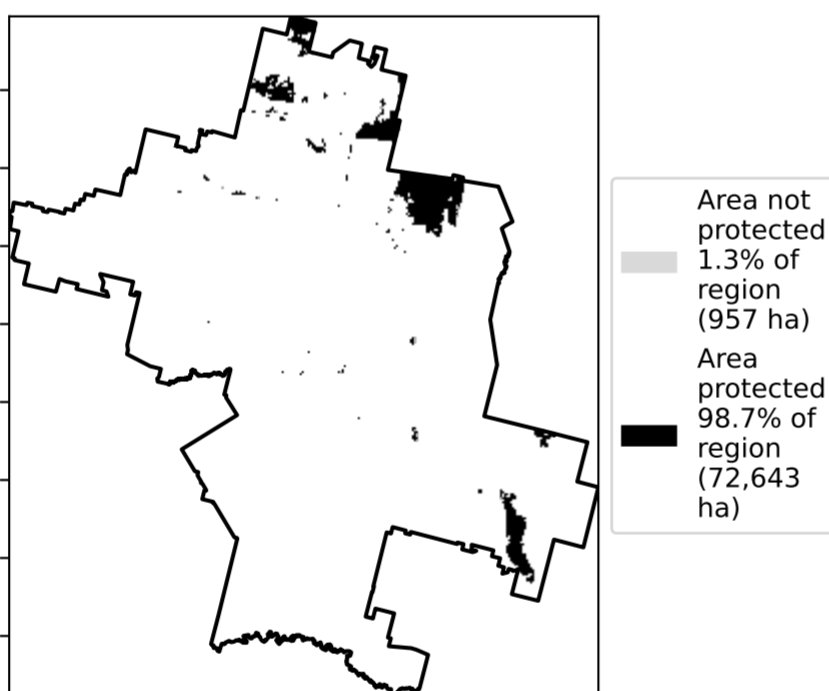 Area not
protected
1.3% of
region
(957 ha)
Area
protected
98.7% of
region
(72,643
ha)